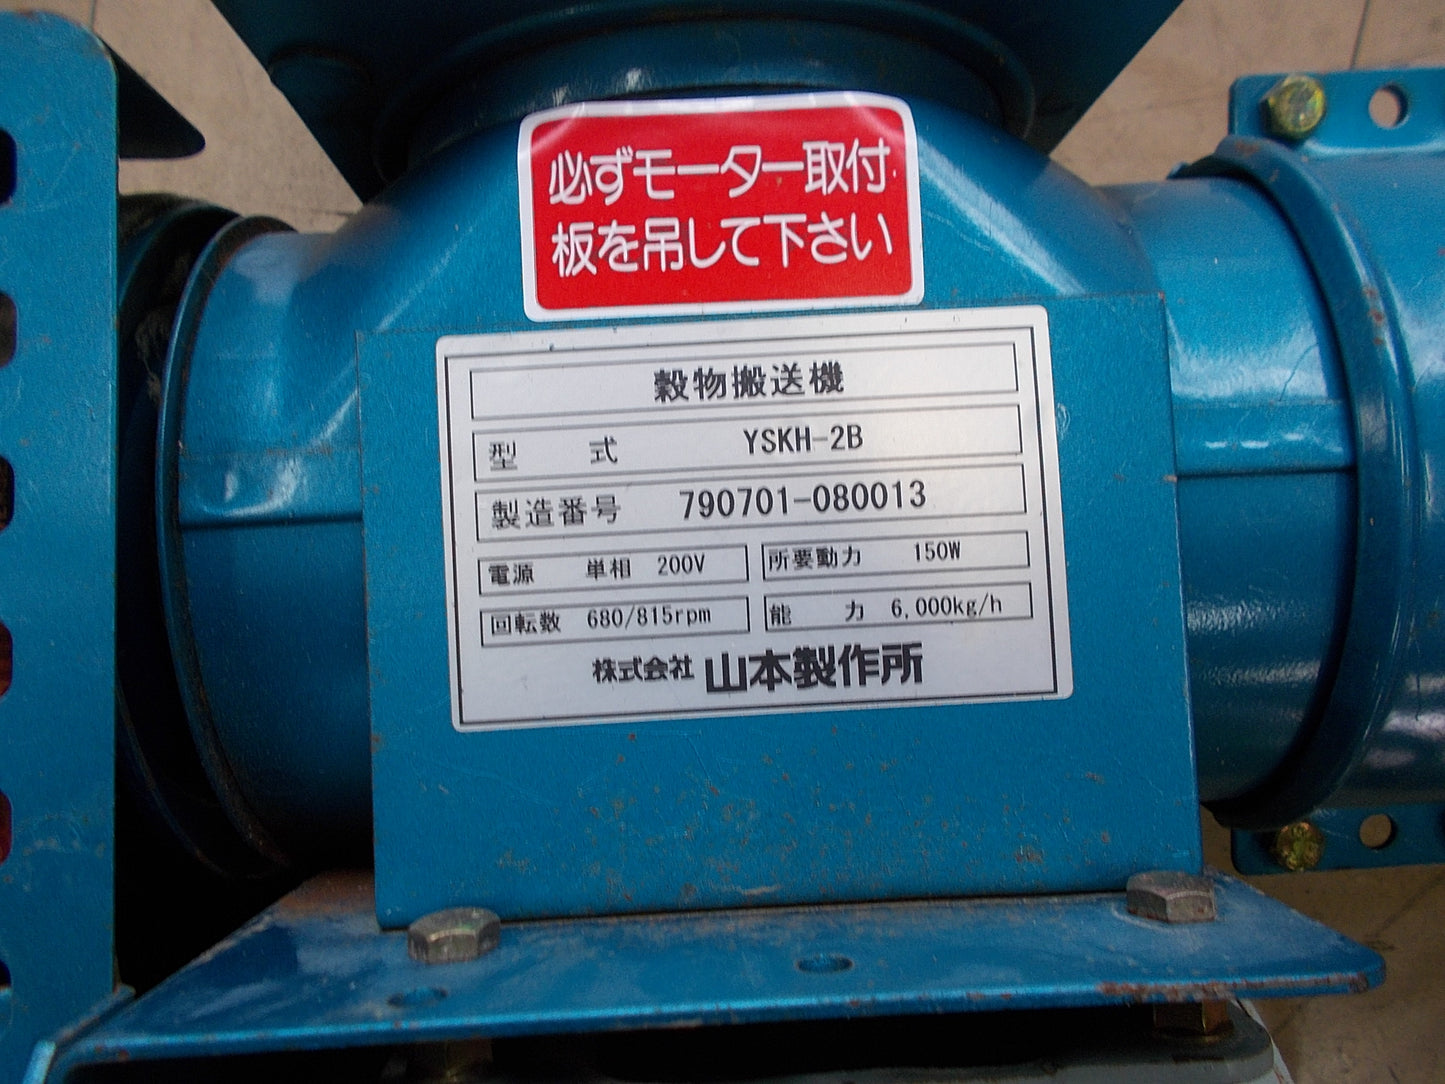 必ずモーター取付
板を吊して下さい
穀物搬送機
型 式 YSKH-2B
製造番号 790701-080013
電源 単相 200V 所要動力 150W
回転数 680/815rpm 能 力 6,000kg/h
株式会社 山本製作所